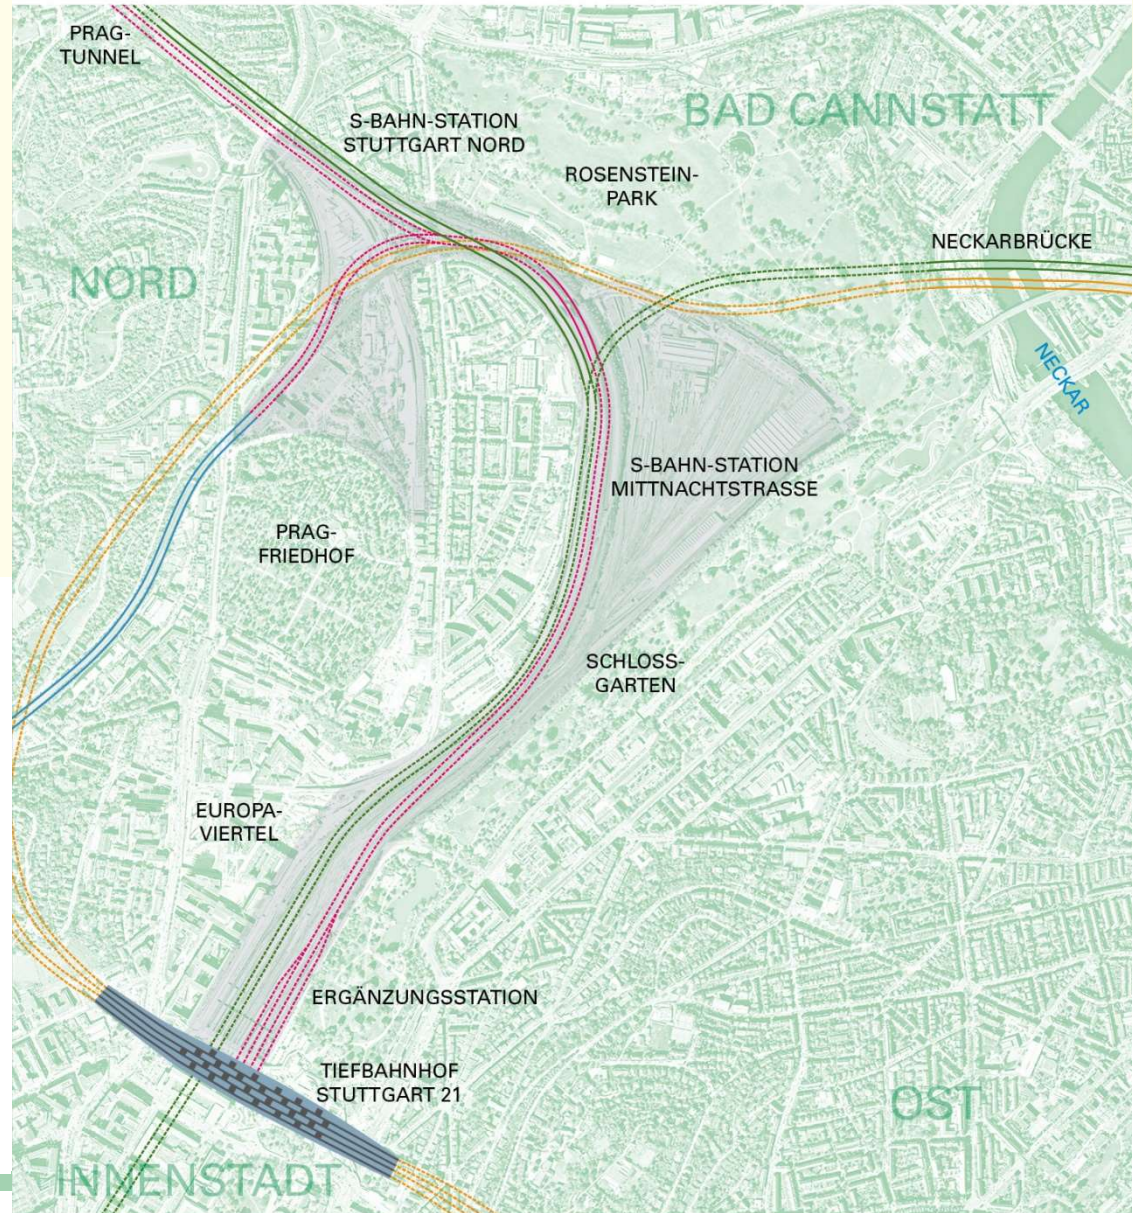 PRAG-
TUNNEL
S-BAHN-STATION
STUTTGART NORD
BAD CANNSTATT
ROSENSTEIN-
PARK
NECKARBRÜCKE
NORD
NECKAR
S-BAHN-STATION
MITTNACHTSTRASSE
PRAG-
FRIEDHOF
SCHLOSS-
GARTEN
EUROPA-
VIERTEL
ERGÄNZUNGSSTATION
TIEFBAHNHOF
STUTTGART 21
OST
INNENSTADT